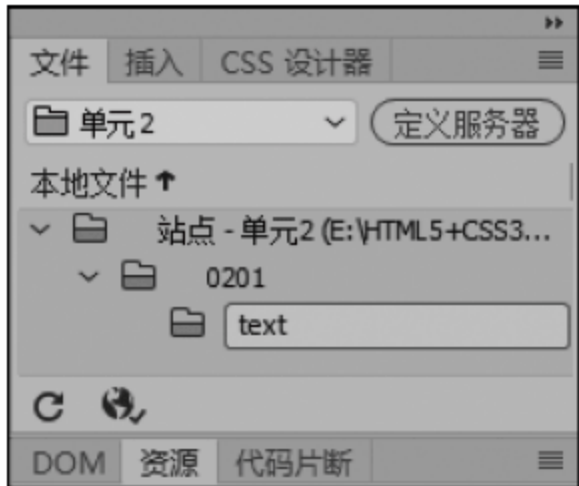 文件 插入 CSS 设计器
单元2 定义服务器
本地文件↑
站点 - 单元2 (E:\HTML5+CSS3...
0201
text
DOM 资源 代码片断